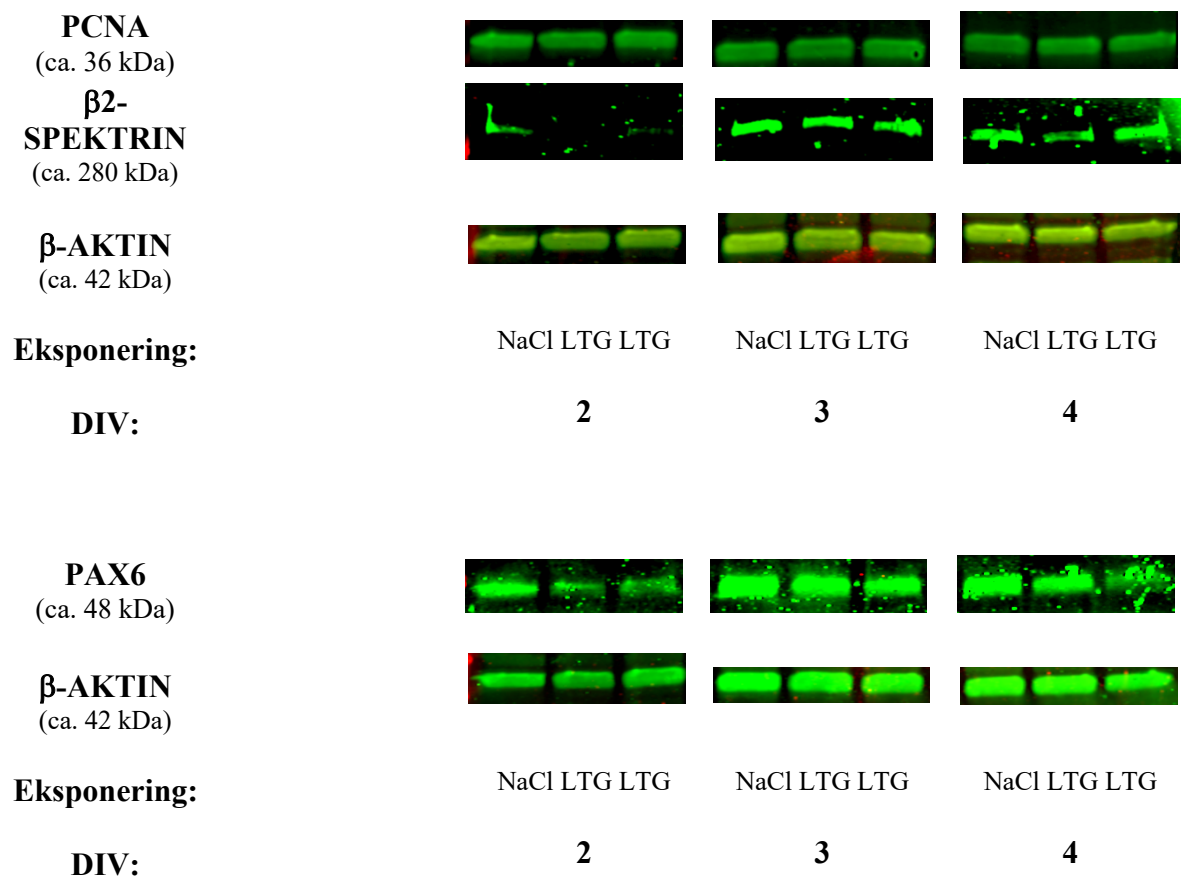 PCNA
(ca. 36 kDa)
β2-
SPEKTRIN
(ca. 280 kDa)
β-AKTIN
(ca. 42 kDa)
Eksponering:
NaCl LTG LTG
NaCl LTG LTG
NaCl LTG LTG
DIV:
2
3
4
PAX6
(ca. 48 kDa)
β-AKTIN
(ca. 42 kDa)
Eksponering:
NaCl LTG LTG
NaCl LTG LTG
NaCl LTG LTG
DIV:
2
3
4